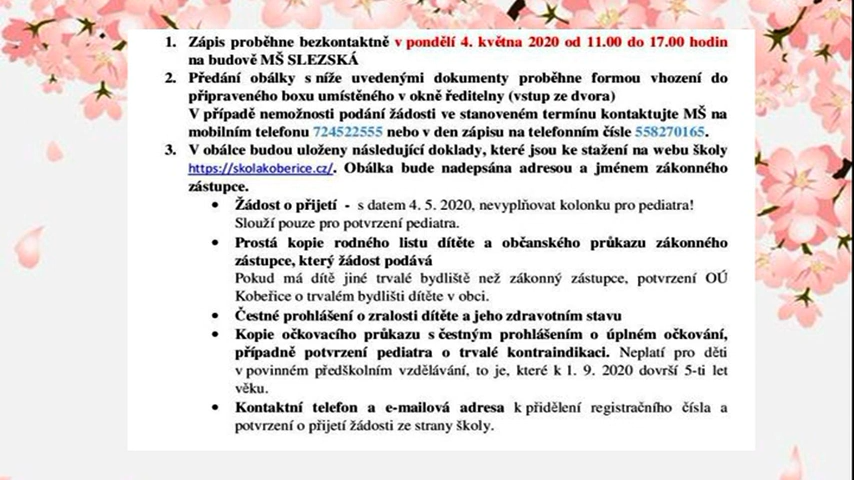 1. Zápis proběhne bezkontaktně v pondělí 4. května 2020 od 11.00 do 17.00 hodin
na budově MŠ SLEZSKÁ
2. Předání obálky s níže uvedenými dokumenty proběhne formou vhození do
připraveného boxu umístěného v okně ředitelny (vstup ze dvora)
V případě nemožnosti podání žádosti ve stanoveném termínu kontaktujte MŠ na
mobilním telefonu 724522555 nebo v den zápisu na telefonním čísle 558270165.
3. V obálce budou uloženy následující doklady, které jsou ke stažení na webu školy
https://skolakoberice.cz/. Obálka bude nadepsána adresou a jménem zákonného
zástupce.
• Žádost o přijetí - s datem 4. 5. 2020, nevyplňovat kolonku pro pediatra!
Slouží pouze pro potvrzení pediatra.
• Prostá kopie rodného listu dítěte a občanského průkazu zákonného
zástupce, který žádost podává
Pokud má dítě jiné trvalé bydliště než zákonný zástupce, potvrzení OÚ
Kobeřice o trvalém bydlišti dítěte v obci.
• Čestné prohlášení o zralosti dítěte a jeho zdravotním stavu
• Kopie očkovacího průkazu s čestným prohlášením o úplném očkování,
případně potvrzení pediatra o trvalé kontraindikaci. Neplatí pro děti
v povinném předškolním vzdělávání, to je, které k 1. 9. 2020 dovrší 5-ti let
věku.
• Kontaktní telefon a e-mailová adresa k přidělení registračního čísla a
potvrzení o přijetí žádosti ze strany školy.